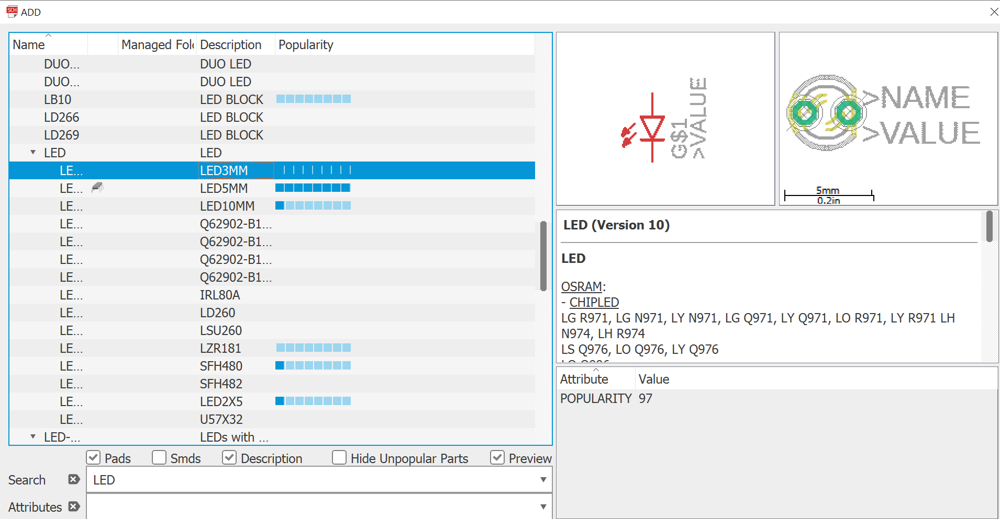 SCH ADD
Name Managed Fol Description Popularity
DUO... DUO LED
DUO... DUO LED
LB10 LED BLOCK
LD266 LED BLOCK
LD269 LED BLOCK
LED LED
LE... LED3MM
LE... LED5MM
LE... LED10MM
LE... Q62902-B1...
LE... Q62902-B1...
LE... Q62902-B1...
LE... Q62902-B1...
LE... IRL80A
LE... LD260
LE... LSU260
LE... LZR181
LE... SFH480
LE... SFH482
LE... LED2X5
LE... U57X32
LED-... LEDs with ...
Pads Smds Description Hide Unpopular Parts Preview
Search LED
Attributes
G$1
>VALUE
>NAME
>VALUE
5mm
0.2in
LED (Version 10)
LED
OSRAM:
- CHIPLED
LG R971, LG N971, LY N971, LG Q971, LY Q971, LO R971, LY R971 LH
N974, LH R974
LS Q976, LO Q976, LY Q976
Attribute Value
POPULARITY 97